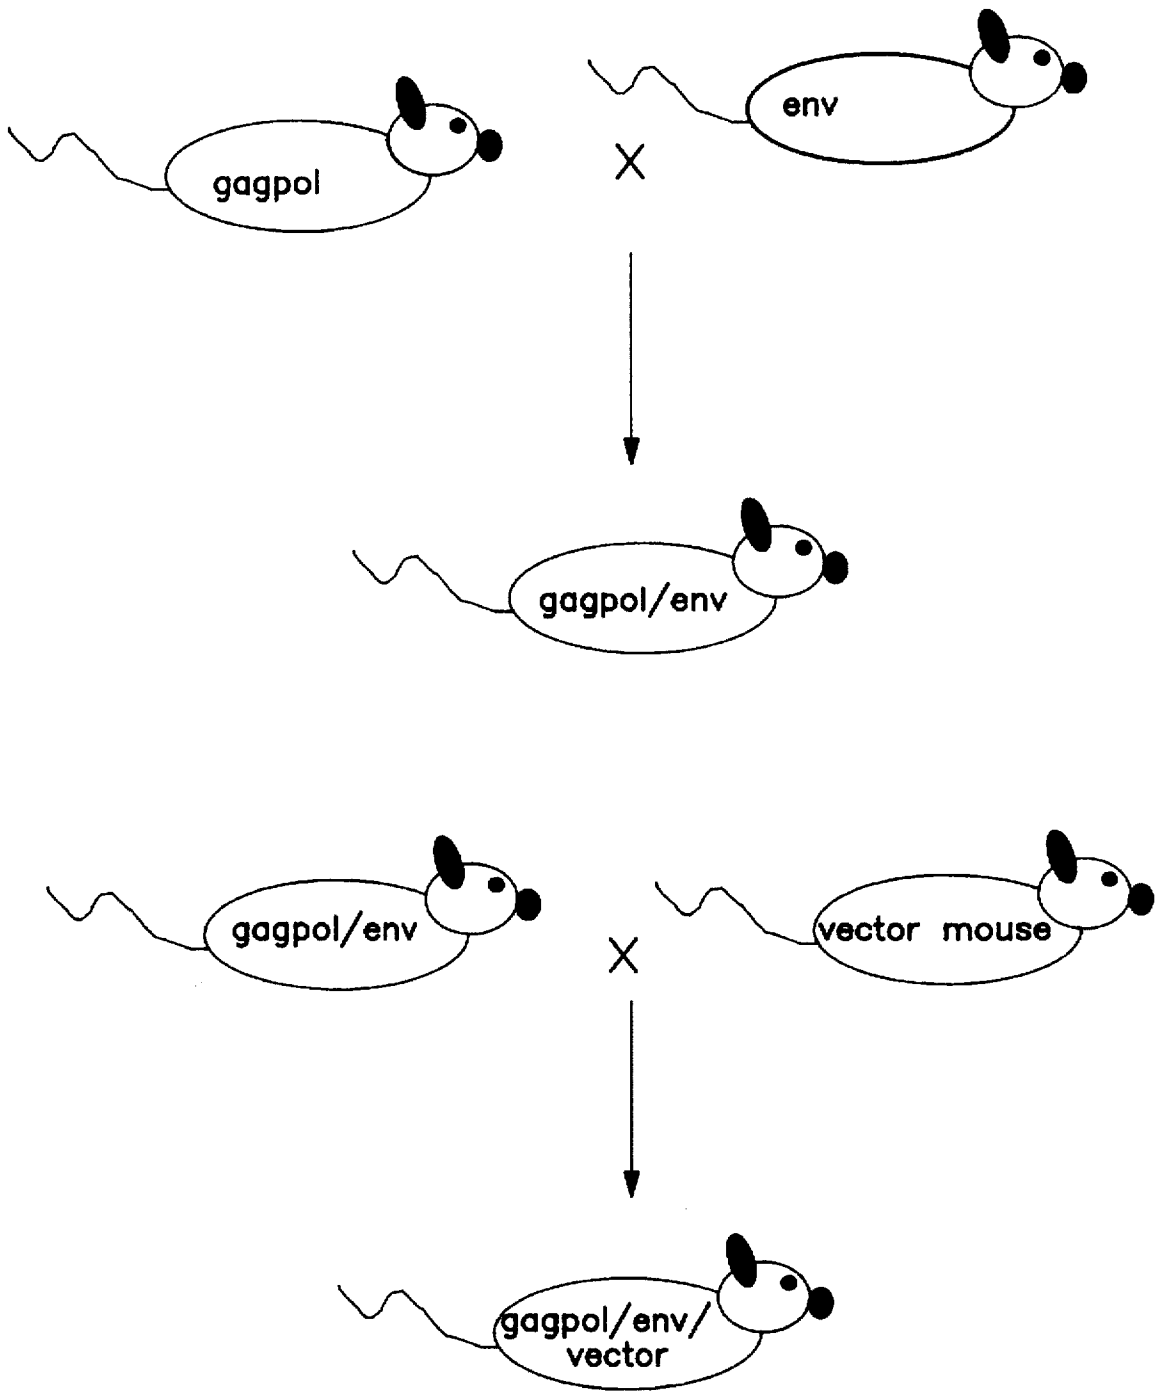 gagpol
env
X
gagpol/env
gagpol/env
vector mouse
X
gagpol/env/
vector